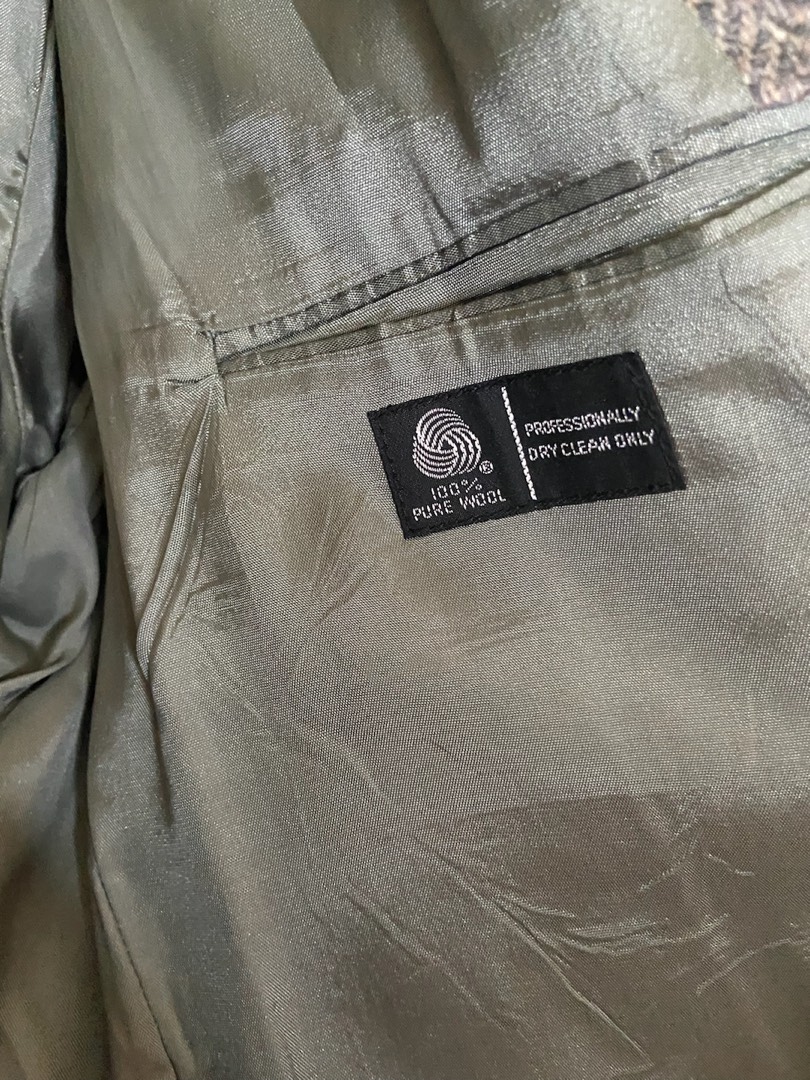 ®
100%
PURE WOOL
PROFESSIONALLY
DRY CLEAN ONLY